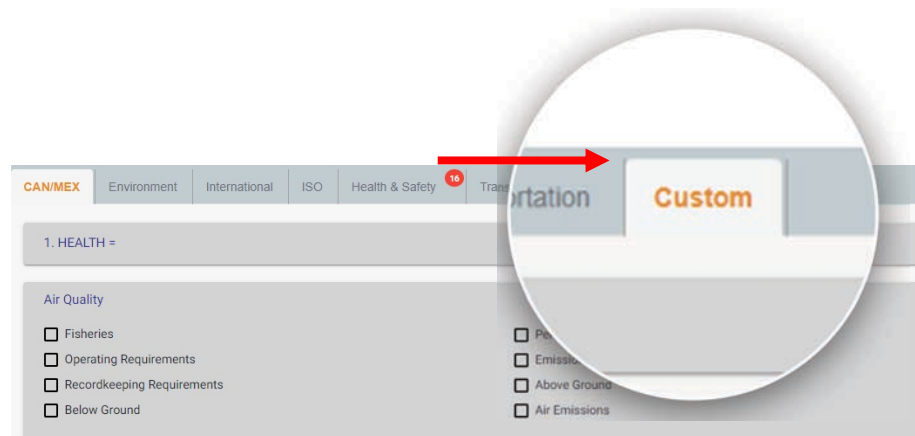 CAN/MEX Environment International ISO Health & Safety 16
rtation Custom
1. HEALTH =
Air Quality
Fisheries
Operating Requirements Emissio
Recordkeeping Requirements Above Ground
Below Ground Air Emissions